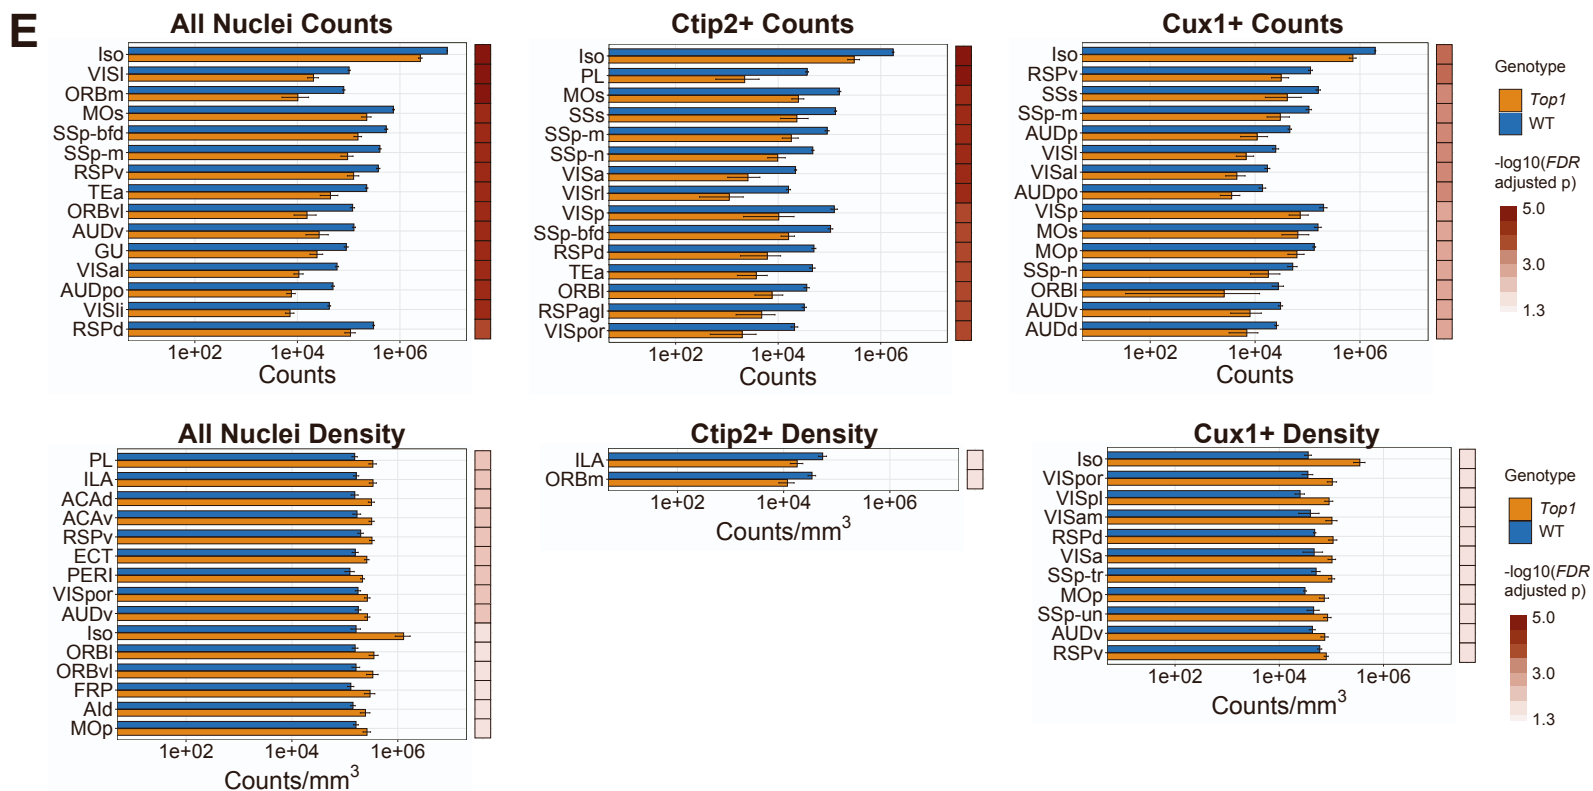 E
All Nuclei Counts
Iso
VISl
ORBm
MOs
SSp-bfd
SSp-m
RSPv
TEa
ORBvl
AUDv
GU
VISal
AUDpo
VISli
RSPd
1e+02 1e+04 1e+06
Counts
Ctip2+ Counts
Iso
PL
MOs
SSs
SSp-m
SSp-n
VISa
VISrl
VISp
SSp-bfd
RSPd
TEa
ORBl
RSPagl
VISpor
1e+02 1e+04 1e+06
Counts
Cux1+ Counts
Iso
RSPv
SSs
SSp-m
AUDp
VISl
VISal
AUDpo
VISp
MOs
MOp
SSp-n
ORBl
AUDv
AUDd
1e+02 1e+04 1e+06
Counts
Genotype
Top1
WT
-log10(FDR
adjusted p)
5.0
3.0
1.3
All Nuclei Density
PL
ILA
ACAd
ACAv
RSPv
ECT
PERI
VISpor
AUDv
Iso
ORBl
ORBvl
FRP
AId
MOp
1e+02 1e+04 1e+06
Counts/mm³
Ctip2+ Density
ILA
ORBm
1e+02 1e+04 1e+06
Counts/mm³
Cux1+ Density
Iso
VISpor
VISpl
VISam
RSPd
VISa
SSp-tr
MOp
SSp-un
AUDv
RSPv
1e+02 1e+04 1e+06
Counts/mm³
Genotype
Top1
WT
-log10(FDR
adjusted p)
5.0
3.0
1.3